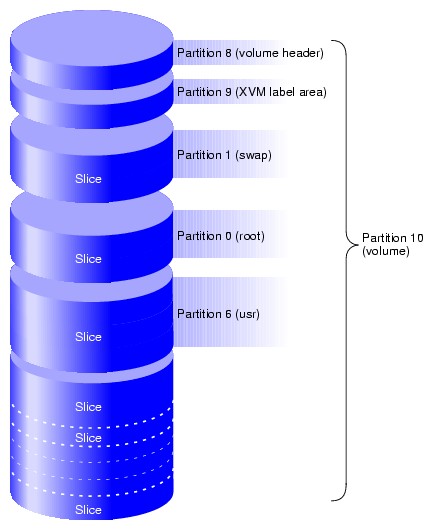 Partition 8 (volume header)
Partition 9 (XVM label area)
Partition 1 (swap)
Slice
Partition 0 (root)
Partition 10
(volume)
Slice
Partition 6 (usr)
Slice
Slice
Slice
Slice